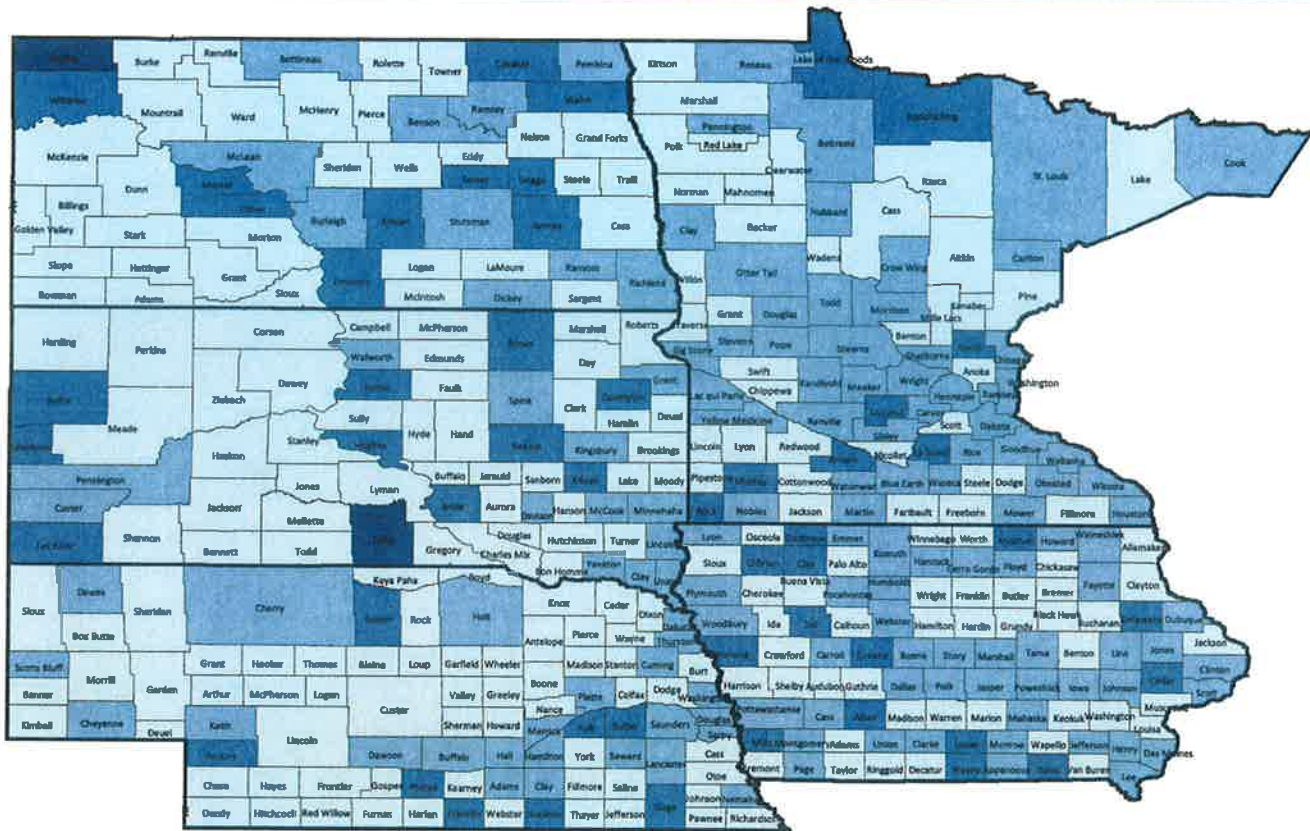 Burke
Renville
Bottineau
Rolette
Towner
Cavalier
Pembina
Williams
Mountrail
Ward
McHenry
Pierce
Benson
Ramsey
Walsh
Nelson
Grand Forks
McKenzie
Dunn
McLean
Mercer
Sheridan
Wells
Eddy
Foster
Griggs
Steele
Traill
Billings
Golden Valley
Stark
Oliver
Burleigh
Kidder
Stutsman
Barnes
Cass
Morton
Slope
Hettinger
Grant
Emmons
Logan
LaMoure
Ransom
Richland
Bowman
Adams
Sioux
McIntosh
Dickey
Sargent
Kittson
Roseau
Lake of the Woods
Marshall
Koochiching
Pennington
Red Lake
Polk
Beltrami
Clearwater
Itasca
St. Louis
Lake
Cook
Norman
Mahnomen
Hubbard
Cass
Clay
Becker
Wadena
Crow Wing
Aitkin
Carlton
Wilkin
Otter Tail
Todd
Morrison
Mille Lacs
Kanabec
Pine
Traverse
Grant
Douglas
Benton
Big Stone
Stevens
Pope
Stearns
Sherburne
Isanti
Chisago
Swift
Anoka
Washington
Lac qui Parle
Chippewa
Kandiyohi
Meeker
Wright
Hennepin
Ramsey
Yellow Medicine
Renville
McLeod
Carver
Scott
Dakota
Sibley
Lincoln
Lyon
Redwood
Nicollet
Le Sueur
Rice
Goodhue
Wabasha
Pipestone
Murray
Cottonwood
Watonwan
Blue Earth
Waseca
Steele
Dodge
Olmsted
Winona
Rock
Nobles
Jackson
Martin
Faribault
Freeborn
Mower
Fillmore
Houston
Harding
Perkins
Corson
Campbell
McPherson
Brown
Marshall
Roberts
Walworth
Edmunds
Day
Dewey
Ziebach
Potter
Faulk
Spink
Grant
Butte
Meade
Sully
Clark
Codington
Hamlin
Deuel
Stanley
Hughes
Hyde
Hand
Beadle
Kingsbury
Brookings
Haakon
Pennington
Jones
Lyman
Buffalo
Jerauld
Sanborn
Miner
Lake
Moody
Custer
Jackson
Mellette
Brule
Aurora
Davison
Hanson
McCook
Minnehaha
Fall River
Shannon
Bennett
Todd
Tripp
Gregory
Douglas
Charles Mix
Hutchinson
Turner
Lincoln
Bon Homme
Yankton
Clay
Union
Sioux
Dawes
Sheridan
Cherry
Keya Paha
Boyd
Rock
Holt
Knox
Cedar
Dixon
Box Butte
Antelope
Pierce
Wayne
Thurston
Scotts Bluff
Grant
Hooker
Thomas
Blaine
Loup
Garfield
Wheeler
Madison
Stanton
Cuming
Burt
Banner
Morrill
Garden
Arthur
McPherson
Logan
Valley
Greeley
Boone
Platte
Colfax
Dodge
Washington
Kimball
Cheyenne
Deuel
Keith
Lincoln
Custer
Sherman
Howard
Nance
Merrick
Polk
Butler
Saunders
Douglas
Sarpy
Perkins
Dawson
Buffalo
Hall
Hamilton
York
Seward
Lancaster
Cass
Otoe
Chase
Hayes
Frontier
Gosper
Phelps
Kearney
Adams
Clay
Fillmore
Saline
Gage
Johnson
Nemaha
Dundy
Hitchcock
Red Willow
Furnas
Harlan
Franklin
Webster
Nuckolls
Thayer
Jefferson
Pawnee
Richardson
Lyon
Osceola
Dickinson
Emmet
Kossuth
Winnebago
Worth
Mitchell
Howard
Winneshiek
Allamakee
Sioux
O'Brien
Clay
Palo Alto
Hancock
Cerro Gordo
Floyd
Chickasaw
Plymouth
Cherokee
Buena Vista
Pocahontas
Humboldt
Wright
Franklin
Butler
Bremer
Fayette
Clayton
Woodbury
Ida
Sac
Calhoun
Webster
Hamilton
Hardin
Grundy
Black Hawk
Buchanan
Delaware
Dubuque
Monona
Crawford
Carroll
Greene
Boone
Story
Marshall
Tama
Benton
Linn
Jones
Jackson
Harrison
Shelby
Audubon
Guthrie
Dallas
Polk
Jasper
Poweshiek
Iowa
Johnson
Cedar
Clinton
Scott
Pottawattamie
Cass
Adair
Madison
Warren
Marion
Mahaska
Keokuk
Washington
Louisa
Mills
Montgomery
Adams
Union
Clarke
Lucas
Monroe
Wapello
Jefferson
Henry
Des Moines
Fremont
Page
Taylor
Ringgold
Decatur
Wayne
Appanoose
Davis
Van Buren
Lee